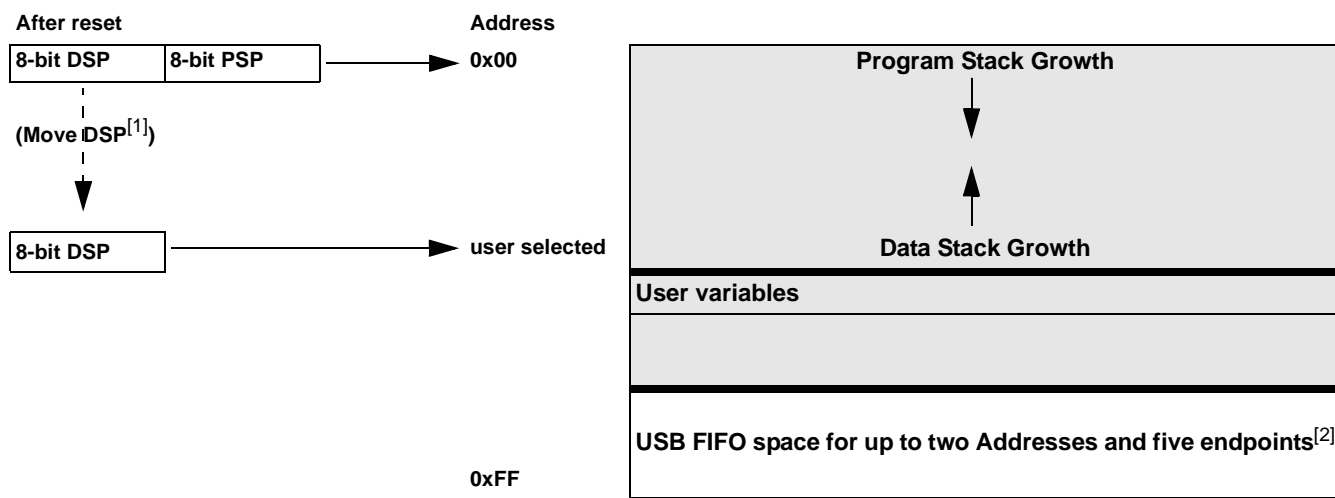 After reset Address
8-bit DSP 8-bit PSP 0x00 Program Stack Growth
(Move DSP[1])
8-bit DSP user selected Data Stack Growth
User variables
USB FIFO space for up to two Addresses and five endpoints[2]
0xFF